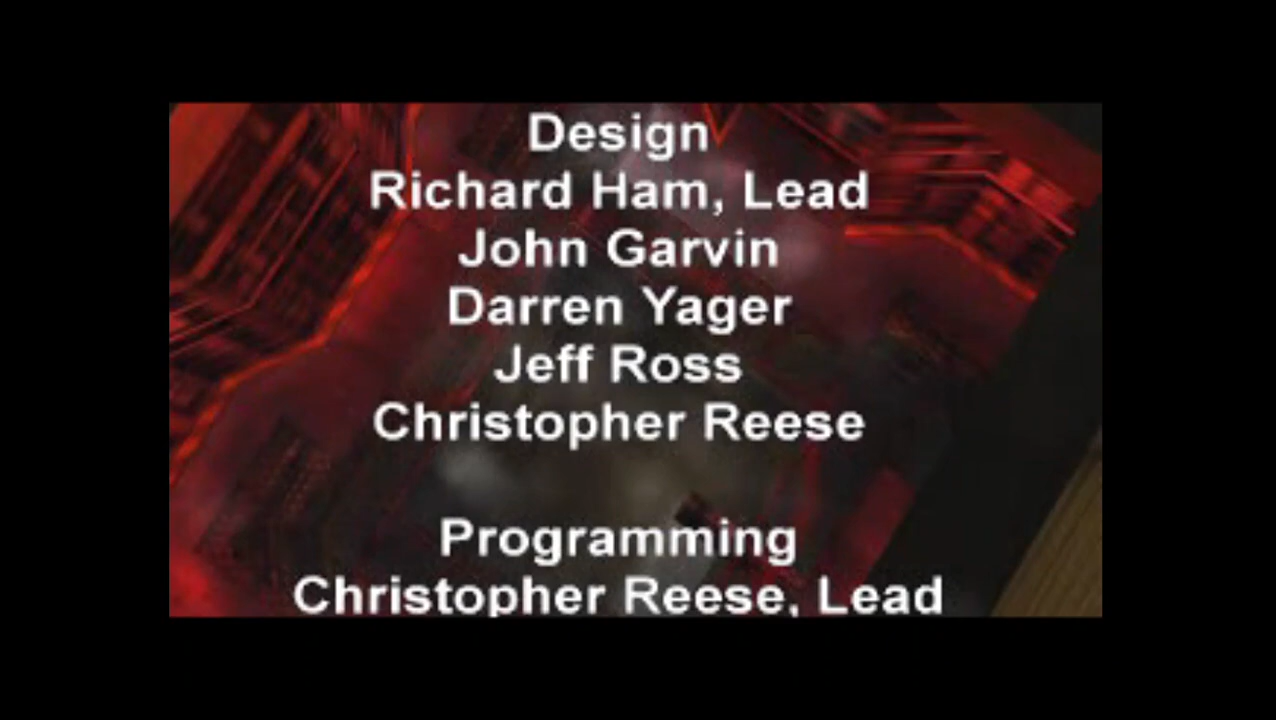 Design
Richard Ham, Lead
John Garvin
Darren Yager
Jeff Ross
Christopher Reese
Programming
Christopher Reese, Lead